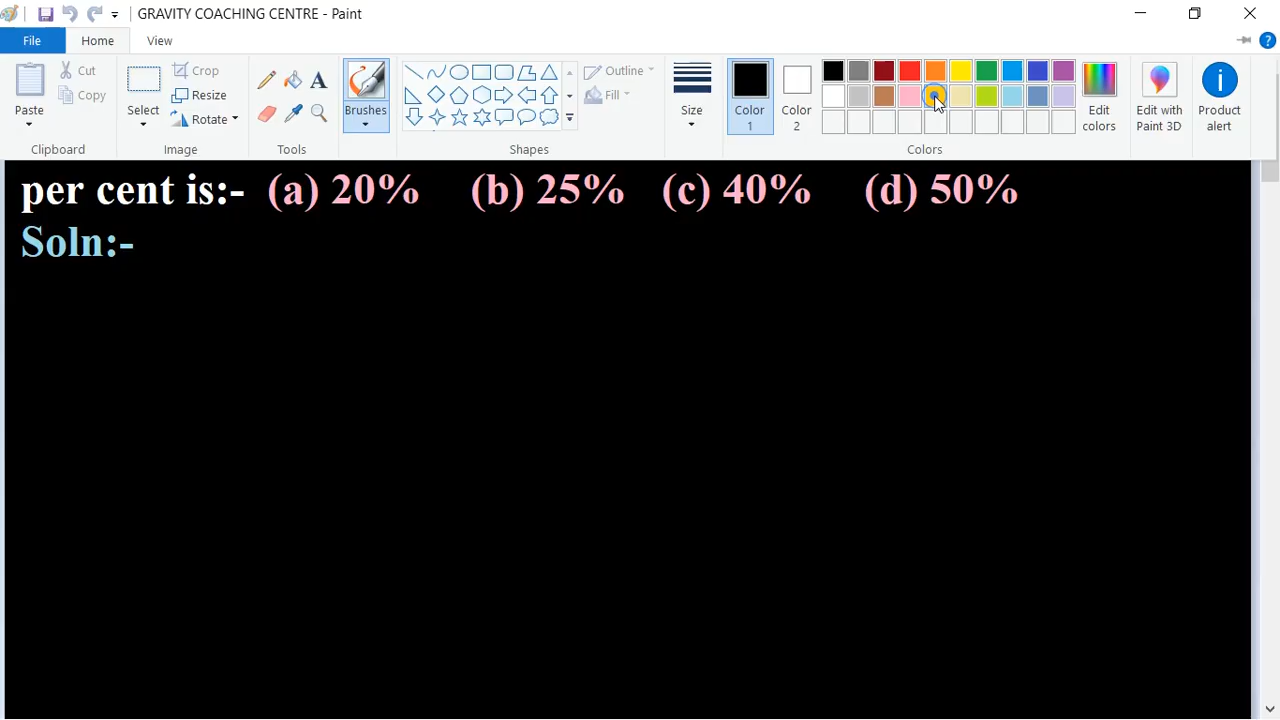 GRAVITY COACHING CENTRE - Paint
File Home View
Paste
Cut
Copy
Clipboard
Select
Crop
Resize
Rotate
Image
A
Tools
Brushes
Shapes
Outline
Fill
Size
Color 1
Color 2
Colors
Edit colors
Edit with Paint 3D
Product alert
per cent is:- (a) 20% (b) 25% (c) 40% (d) 50%
Soln:-